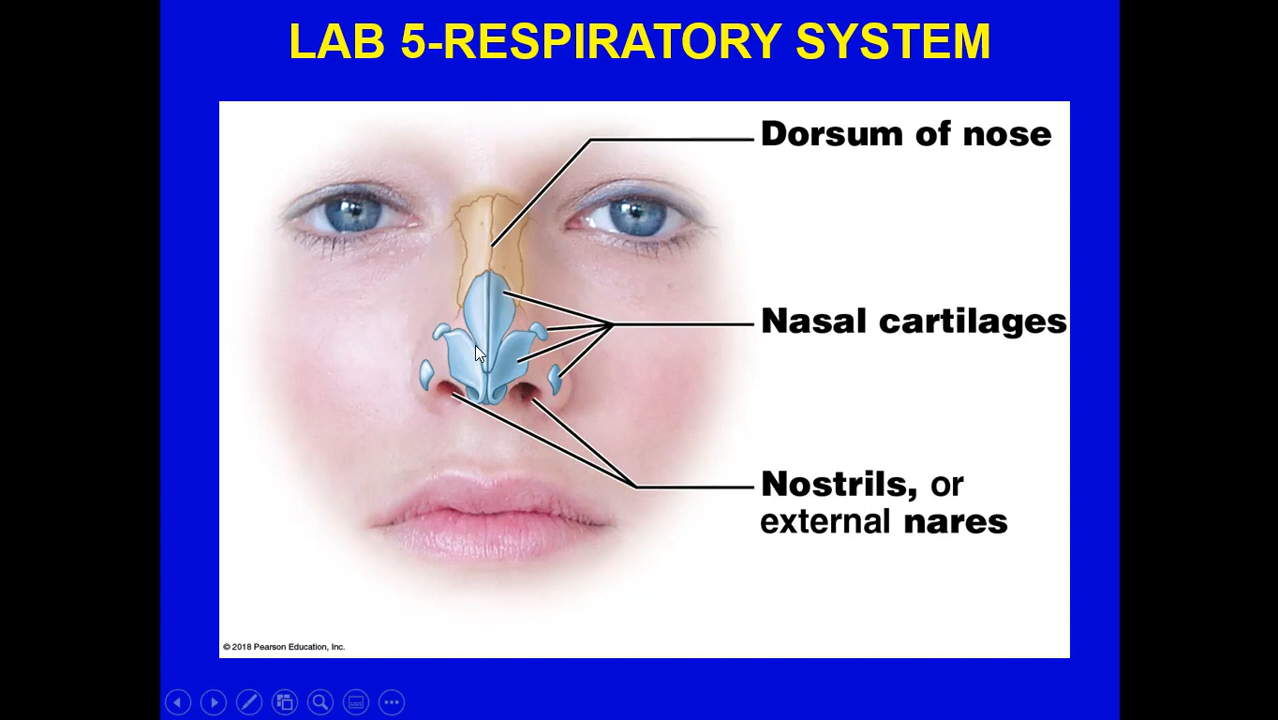 LAB 5-RESPIRATORY SYSTEM
Dorsum of nose
Nasal cartilages
Nostrils, or
external nares
© 2018 Pearson Education, Inc.